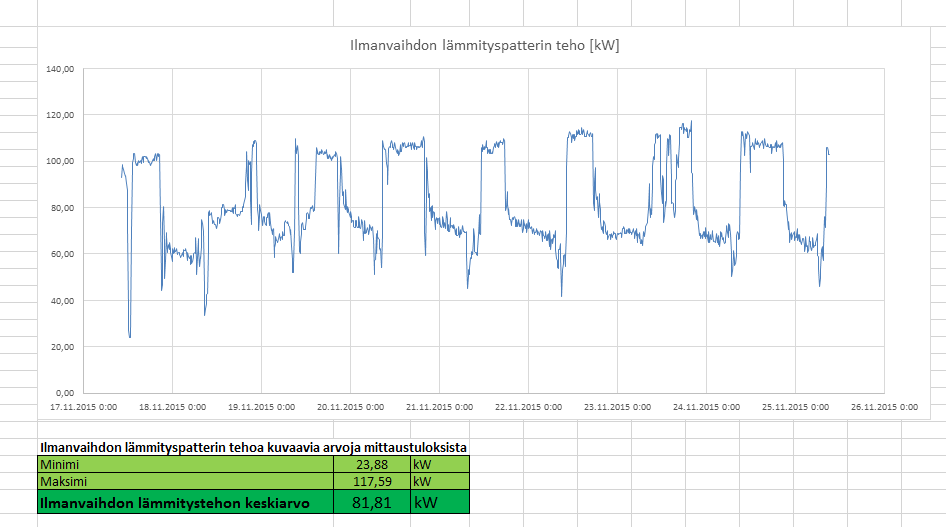 Ilmanvaihdon lämmityspatterin teho [kW]
140,00
120,00
100,00
80,00
60,00
40,00
20,00
0,00
17.11.2015 0:00 18.11.2015 0:00 19.11.2015 0:00 20.11.2015 0:00 21.11.2015 0:00 22.11.2015 0:00 23.11.2015 0:00 24.11.2015 0:00 25.11.2015 0:00 26.11.2015 0:00
Ilmanvaihdon lämmityspatterin tehoa kuvaavia arvoja mittaustuloksista
Minimi 23,88 kW
Maksimi 117,59 kW
Ilmanvaihdon lämmitystehon keskiarvo 81,81 kW